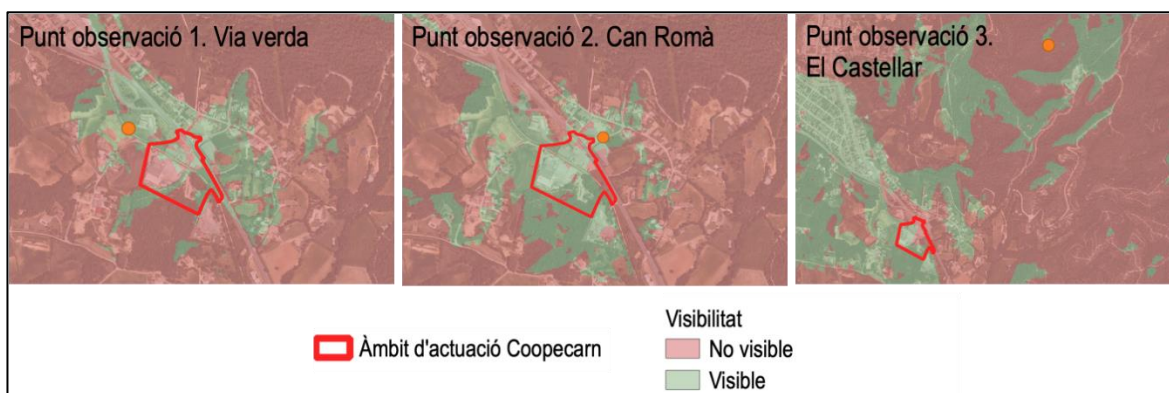 Punt observació 1. Via verda
Punt observació 2. Can Romà
Punt observació 3.
El Castellar
Àmbit d'actuació Coopecarn
Visibilitat
No visible
Visible